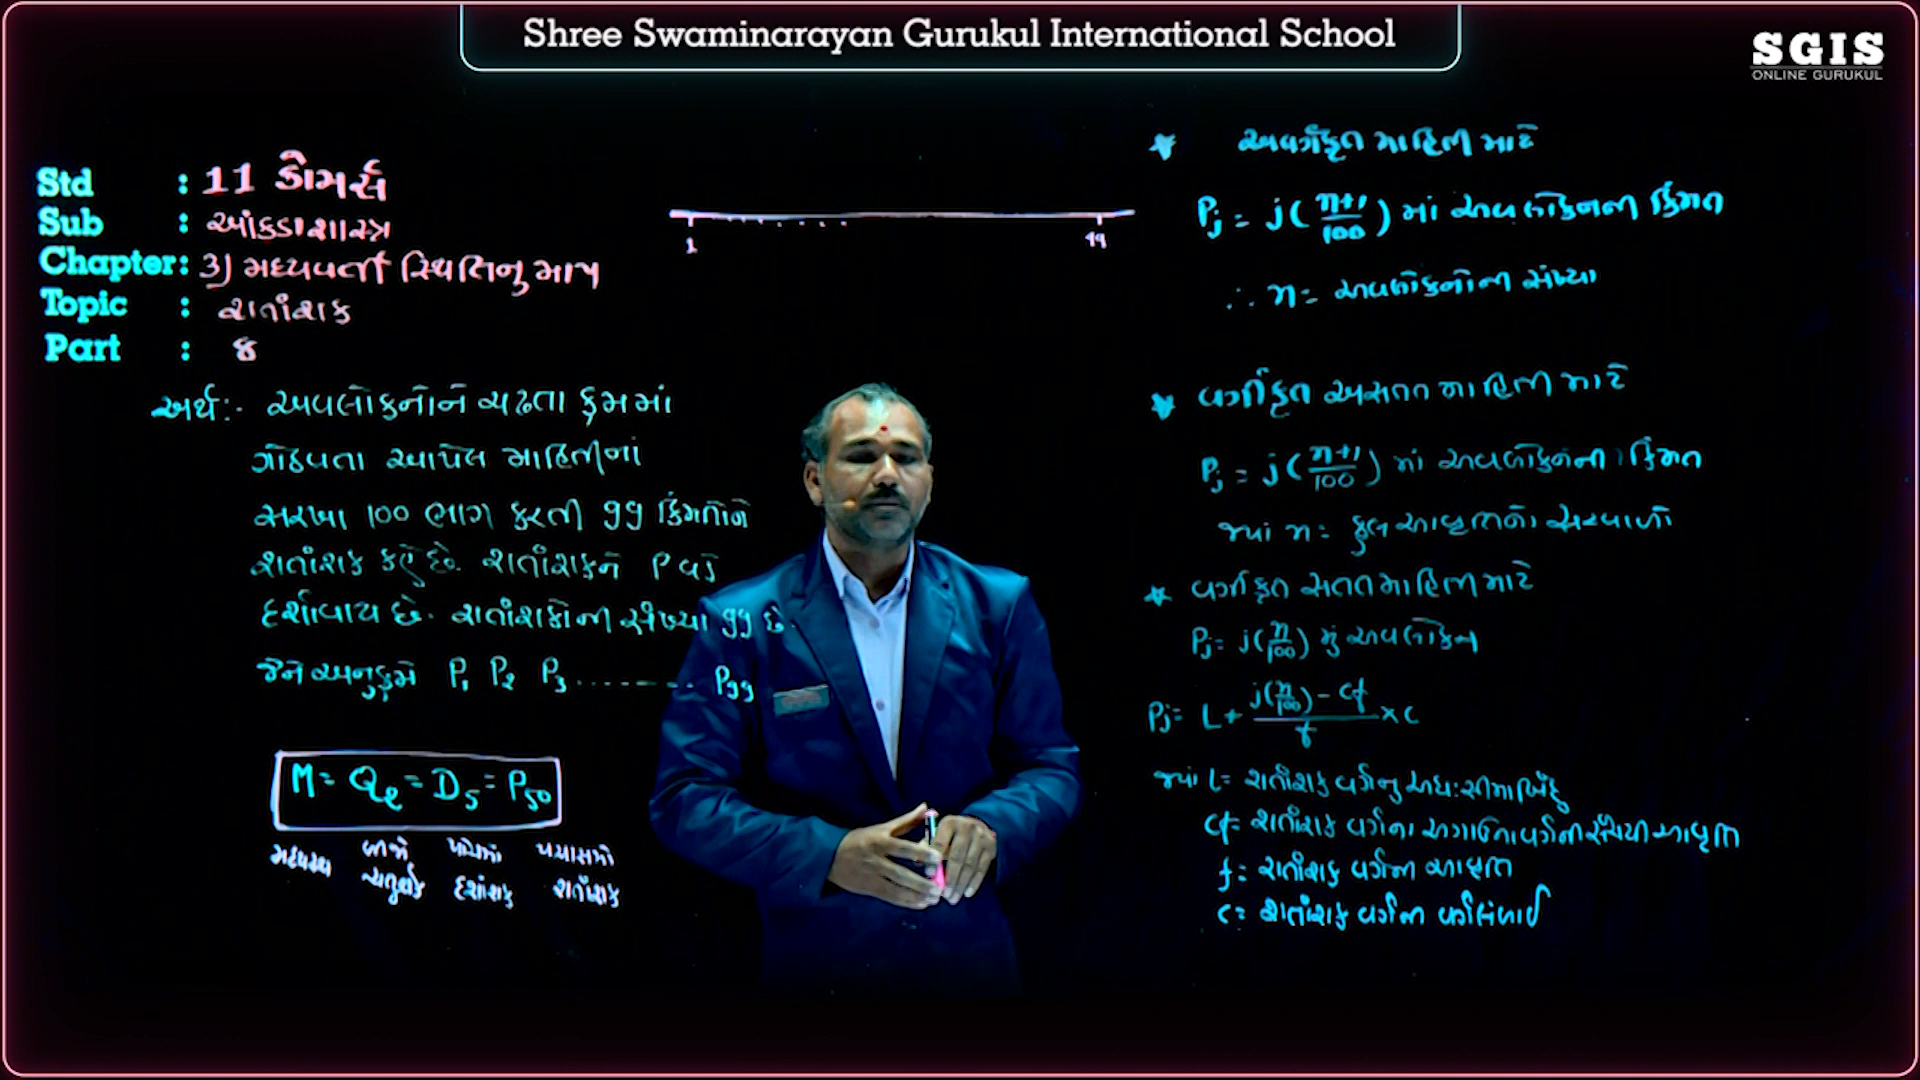 Shree Swaminarayan Gurukul International School
SGIS
ONLINE GURUKUL
Std : 11 કોમર્સ
Sub : આંકડાશાસ્ત્ર
Chapter: 3) મધ્યવર્તી સ્થિતિનુ માપ
Topic : શતાંશક
Part : 8
અર્થ:- અવલોકનોને ચઢતા ક્રમમાં
ગોઠવતા આપેલ માહિતીનાં
સરખા 100 ભાગ કરતી 99 કિંમતોને
શતાંશક કહે છે. શતાંશકને P વડે
દર્શાવાય છે. શતાંશકોની સંખ્યા 99 છે.
જેને અનુક્રમે P₁ P₂ P₃ ........ P₉₉
M = Q₂ = D₅ = P₅₀
મધ્યસ્થ બીજો પાંચમાં પચાસમો
ચતુર્થક દશાંશક શતાંશક
1 99
★ અવર્ગીકૃત માહિતી માટે
Pj = j(n+1/100) માં અવલોકનની કિંમત
∴ n = અવલોકનોની સંખ્યા
★ વર્ગીકૃત અસતત માહિતી માટે
Pj = j(n+1/100) માં અવલોકનની કિંમત
જ્યાં n = કુલ આવૃત્તિનો સરવાળો
★ વર્ગીકૃત સતત માહિતી માટે
Pj = j(n/100) મું અવલોકન
Pj = L + j(n/100) - cf / f × c
જ્યાં L = શતાંશક વર્ગનુ અધ:સીમાબિંદુ
cf = શતાંશક વર્ગના આગળના વર્ગની સંચયી આવૃત્તિ
f = શતાંશક વર્ગની આવૃત્તિ
c = શતાંશક વર્ગની વર્ગલંબાઈ